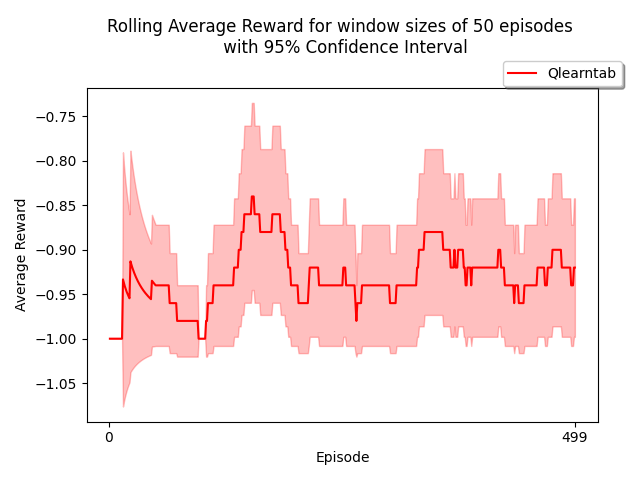 Rolling Average Reward for window sizes of 50 episodes
with 95% Confidence Interval
Qlearntab
−0.75
−0.80
−0.85
−0.90
−0.95
−1.00
−1.05
Average Reward
0
499
Episode